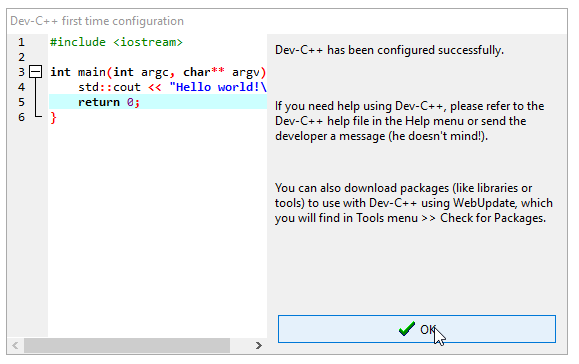 Dev-C++ first time configuration
1 #include <iostream>
2
3 int main(int argc, char** argv)
4 std::cout << "Hello world!\
5 return 0;
6 }
Dev-C++ has been configured successfully.
If you need help using Dev-C++, please refer to the
Dev-C++ help file in the Help menu or send the
developer a message (he doesn't mind!).
You can also download packages (like libraries or
tools) to use with Dev-C++ using WebUpdate, which
you will find in Tools menu >> Check for Packages.
OK